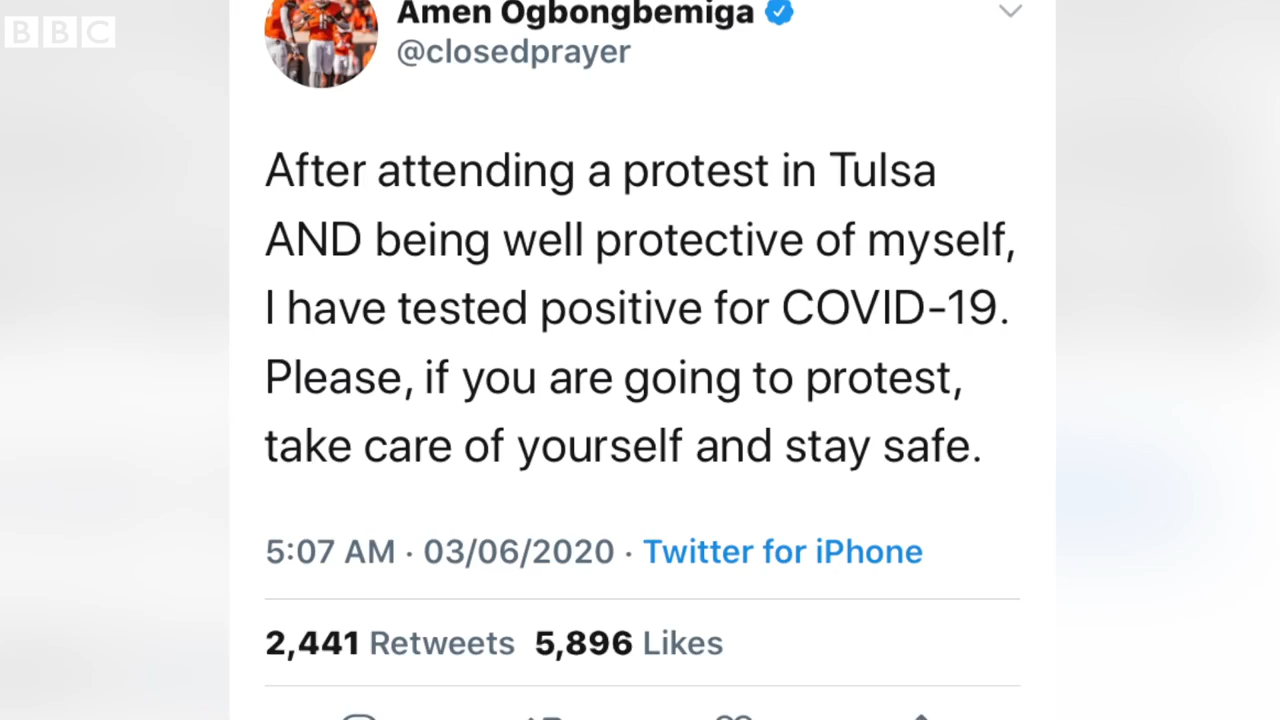 BBC
Amen Ogbongbemiga
@closedprayer
After attending a protest in Tulsa
AND being well protective of myself,
I have tested positive for COVID-19.
Please, if you are going to protest,
take care of yourself and stay safe.
5:07 AM · 03/06/2020 · Twitter for iPhone
2,441 Retweets 5,896 Likes